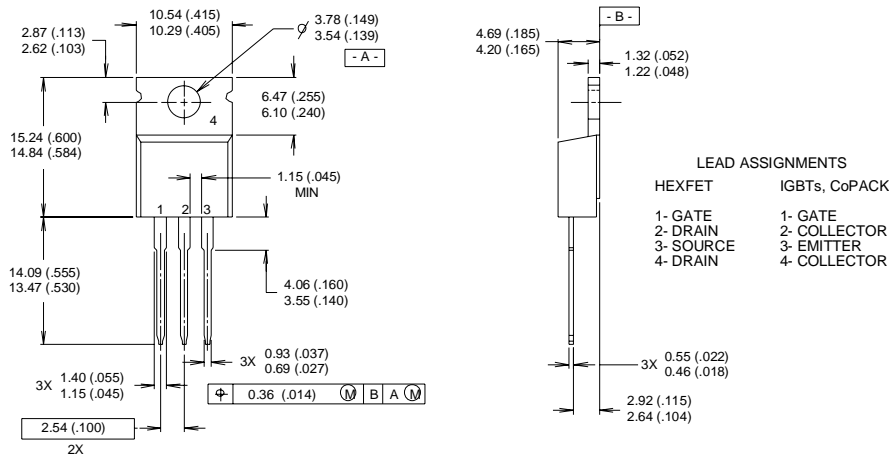 10.54 (.415)
10.29 (.405)
3.78 (.149)
3.54 (.139)
- A -
2.87 (.113)
2.62 (.103)
6.47 (.255)
6.10 (.240)
4
15.24 (.600)
14.84 (.584)
1.15 (.045)
MIN
1 2 3
14.09 (.555)
13.47 (.530)
4.06 (.160)
3.55 (.140)
3X 0.93 (.037)
0.69 (.027)
3X 1.40 (.055)
1.15 (.045)
0.36 (.014) M B A M
2.54 (.100)
2X
- B -
4.69 (.185)
4.20 (.165)
1.32 (.052)
1.22 (.048)
3X 0.55 (.022)
0.46 (.018)
2.92 (.115)
2.64 (.104)
LEAD ASSIGNMENTS
HEXFET IGBTs, CoPACK
1- GATE 1- GATE
2- DRAIN 2- COLLECTOR
3- SOURCE 3- EMITTER
4- DRAIN 4- COLLECTOR